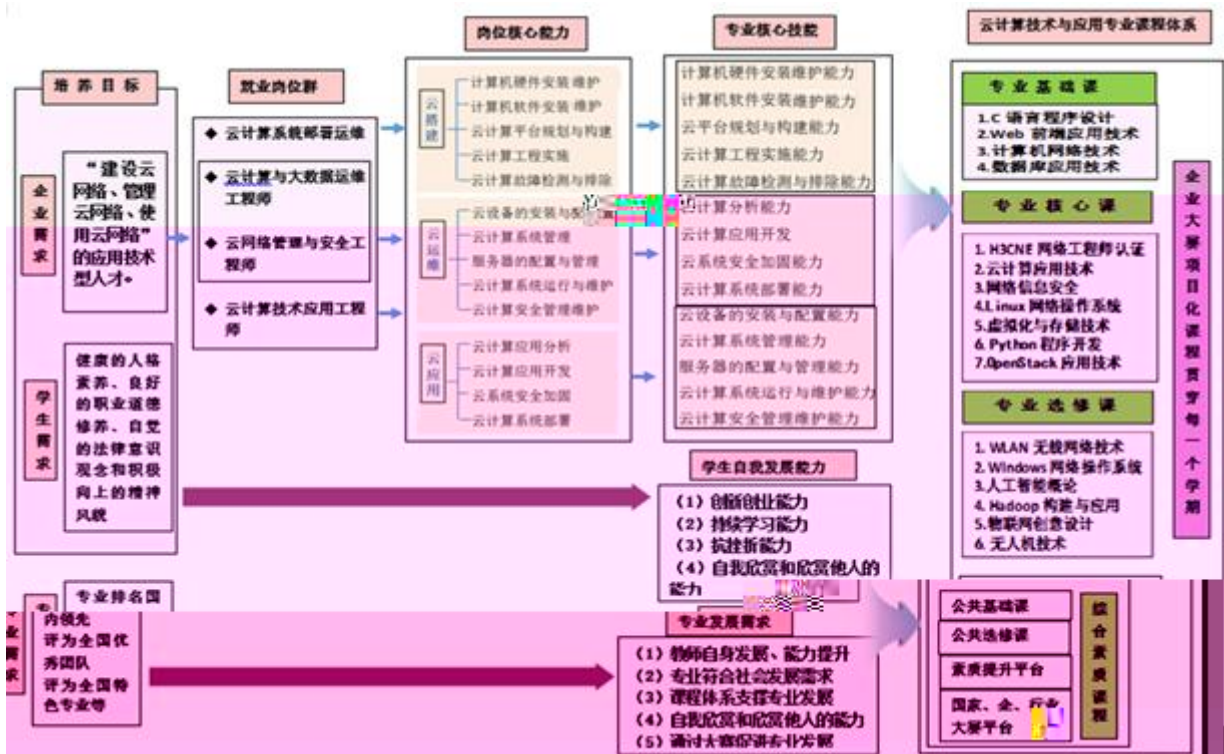 培养目标
企业需求
“建设云
网络、管理
云网络、使
用云网络”
的应用技术
型人才。
学生需求
健康的人格
素养、良好
的职业道德
修养、自觉
的法律意识
观念和积极
向上的精神
风貌
专业需求
专业排名国
内领先
评为全国优
秀团队
评为全国特
色专业等
就业岗位群
◆ 云计算系统部署运维
◆ 云计算与大数据运维
工程师
◆ 云网络管理与安全工
程师
◆ 云计算技术应用工程
师
岗位核心能力
云搭建
计算机硬件安装维护
计算机软件安装维护
云计算平台规划与构建
云计算工程实施
云计算故障检测与排除
云运维
云设备的安装与配置
云计算系统管理
服务器的配置与管理
云计算系统运行与维护
云计算安全管理维护
云应用
云计算应用分析
云计算应用开发
云系统安全加固
云计算系统部署
专业核心技能
计算机硬件安装维护能力
计算机软件安装维护能力
云平台规划与构建能力
云计算工程实施能力
云计算故障检测与排除能力
云计算分析能力
云计算应用开发
云系统安全加固能力
云计算系统部署能力
云设备的安装与配置能力
云计算系统管理能力
服务器的配置与管理能力
云计算系统运行与维护能力
云计算安全管理维护能力
学生自我发展能力
（1）创新创业能力
（2）持续学习能力
（3）抗挫折能力
（4）自我欣赏和欣赏他人的
能力
专业发展需求
（1）教师自身发展、能力提升
（2）专业符合社会发展需求
（3）课程体系支撑专业发展
（4）自我欣赏和欣赏他人的能力
（5）通过大赛促进专业发展
云计算技术与应用专业课程体系
专业基础课
1.C 语言程序设计
2.Web 前端应用技术
3.计算机网络技术
4.数据库应用技术
专业核心课
1. H3CNE 网络工程师认证
2.云计算应用技术
3.网络信息安全
4.Linux 网络操作系统
5.虚拟化与存储技术
6. Python 程序开发
7.OpenStack 应用技术
专业选修课
1. WLAN 无线网络技术
2. Windows 网络操作系统
3.人工智能概论
4. Hadoop 构建与应用
5.物联网创意设计
6. 无人机技术
企业大赛项目化课程贯穿每一个学期
公共基础课
公共选修课
素质提升平台
国家、企、行业
大赛平台
综合素质课程